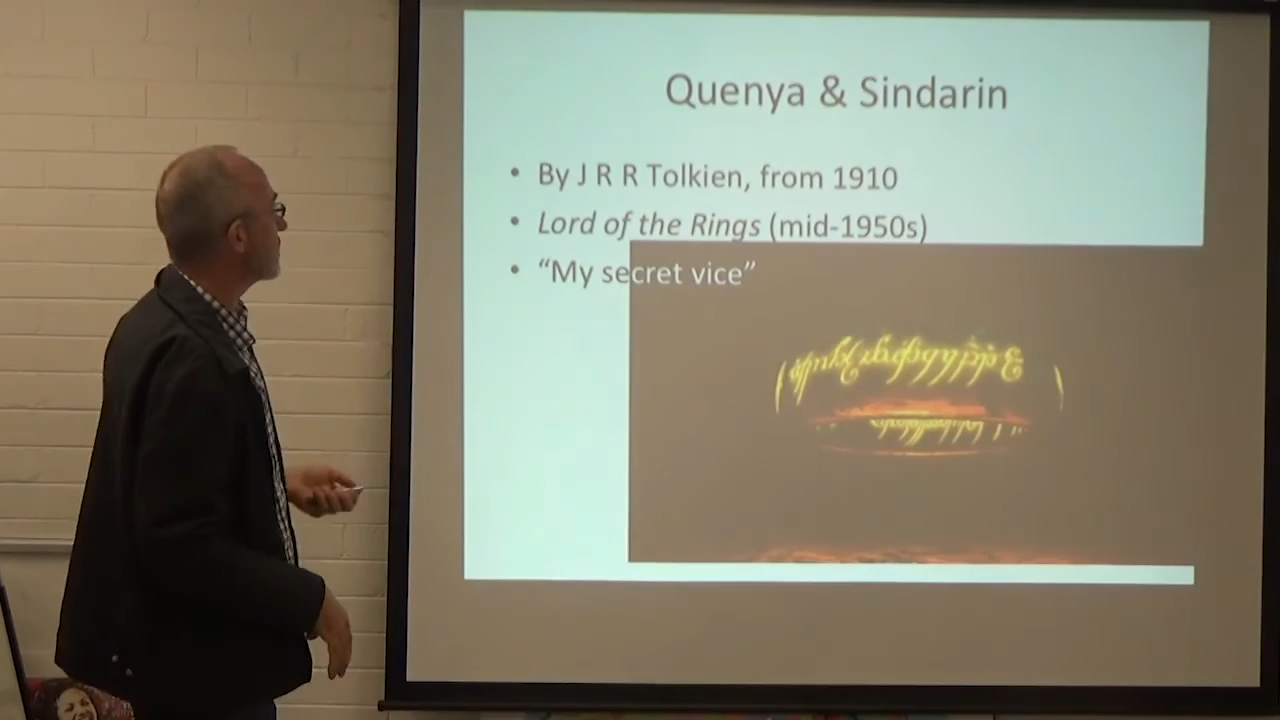 Quenya & Sindarin
• By J R R Tolkien, from 1910
• Lord of the Rings (mid-1950s)
• “My secret vice”